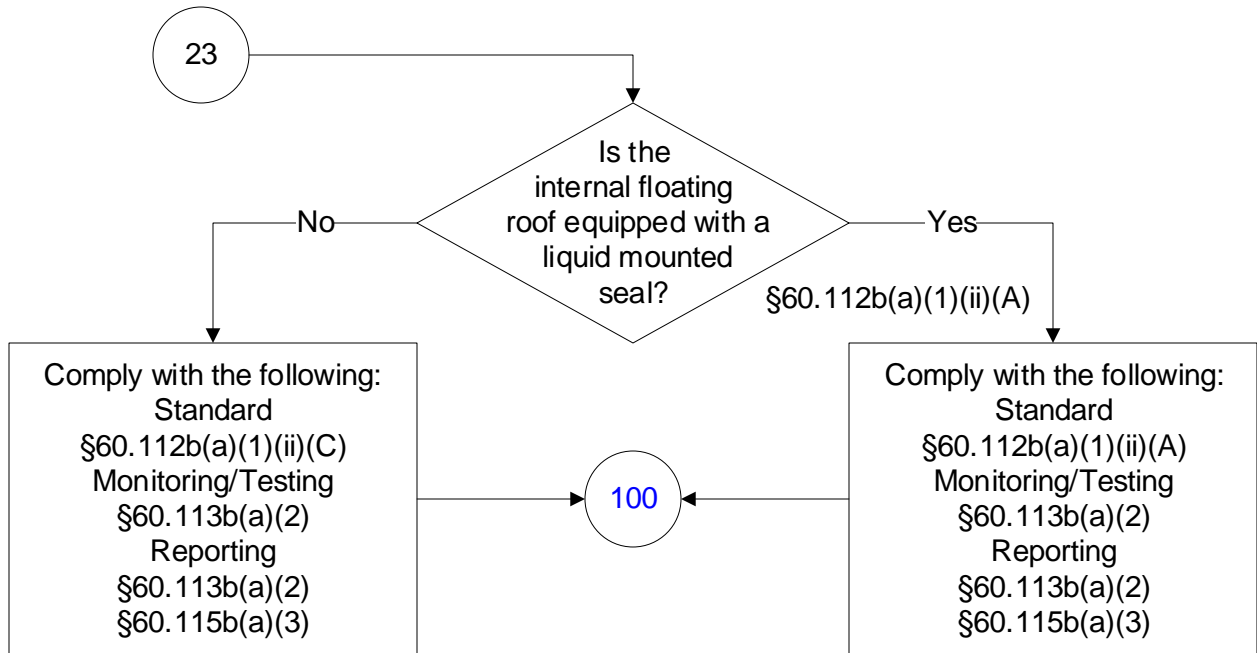 23
Is the
internal floating
roof equipped with a
liquid mounted
seal?
No
Yes
§60.112b(a)(1)(ii)(A)
Comply with the following:
Standard
§60.112b(a)(1)(ii)(C)
Monitoring/Testing
§60.113b(a)(2)
Reporting
§60.113b(a)(2)
§60.115b(a)(3)
100
Comply with the following:
Standard
§60.112b(a)(1)(ii)(A)
Monitoring/Testing
§60.113b(a)(2)
Reporting
§60.113b(a)(2)
§60.115b(a)(3)